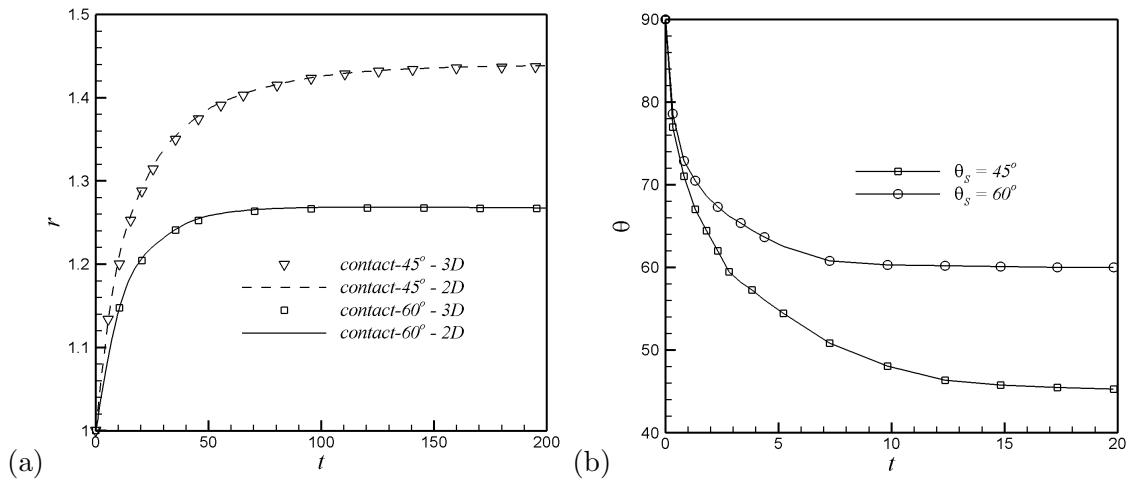 1.5
1.4
1.3
1.2
1.1
1
r
0
50
100
150
200
t
contact-45° - 3D
contact-45° - 2D
contact-60° - 3D
contact-60° - 2D
(a)
90
80
70
60
50
40
θ
0
5
10
15
20
t
θs = 45°
θs = 60°
(b)